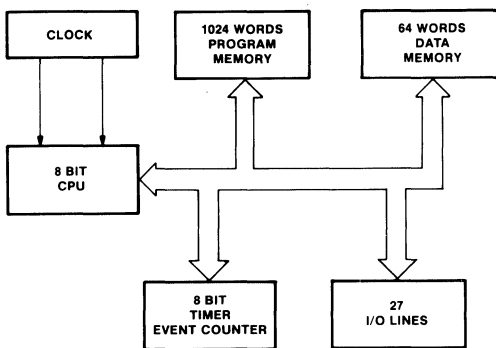 CLOCK
1024 WORDS
PROGRAM
MEMORY
64 WORDS
DATA
MEMORY
8 BIT
CPU
8 BIT
TIMER
EVENT COUNTER
27
I/O LINES